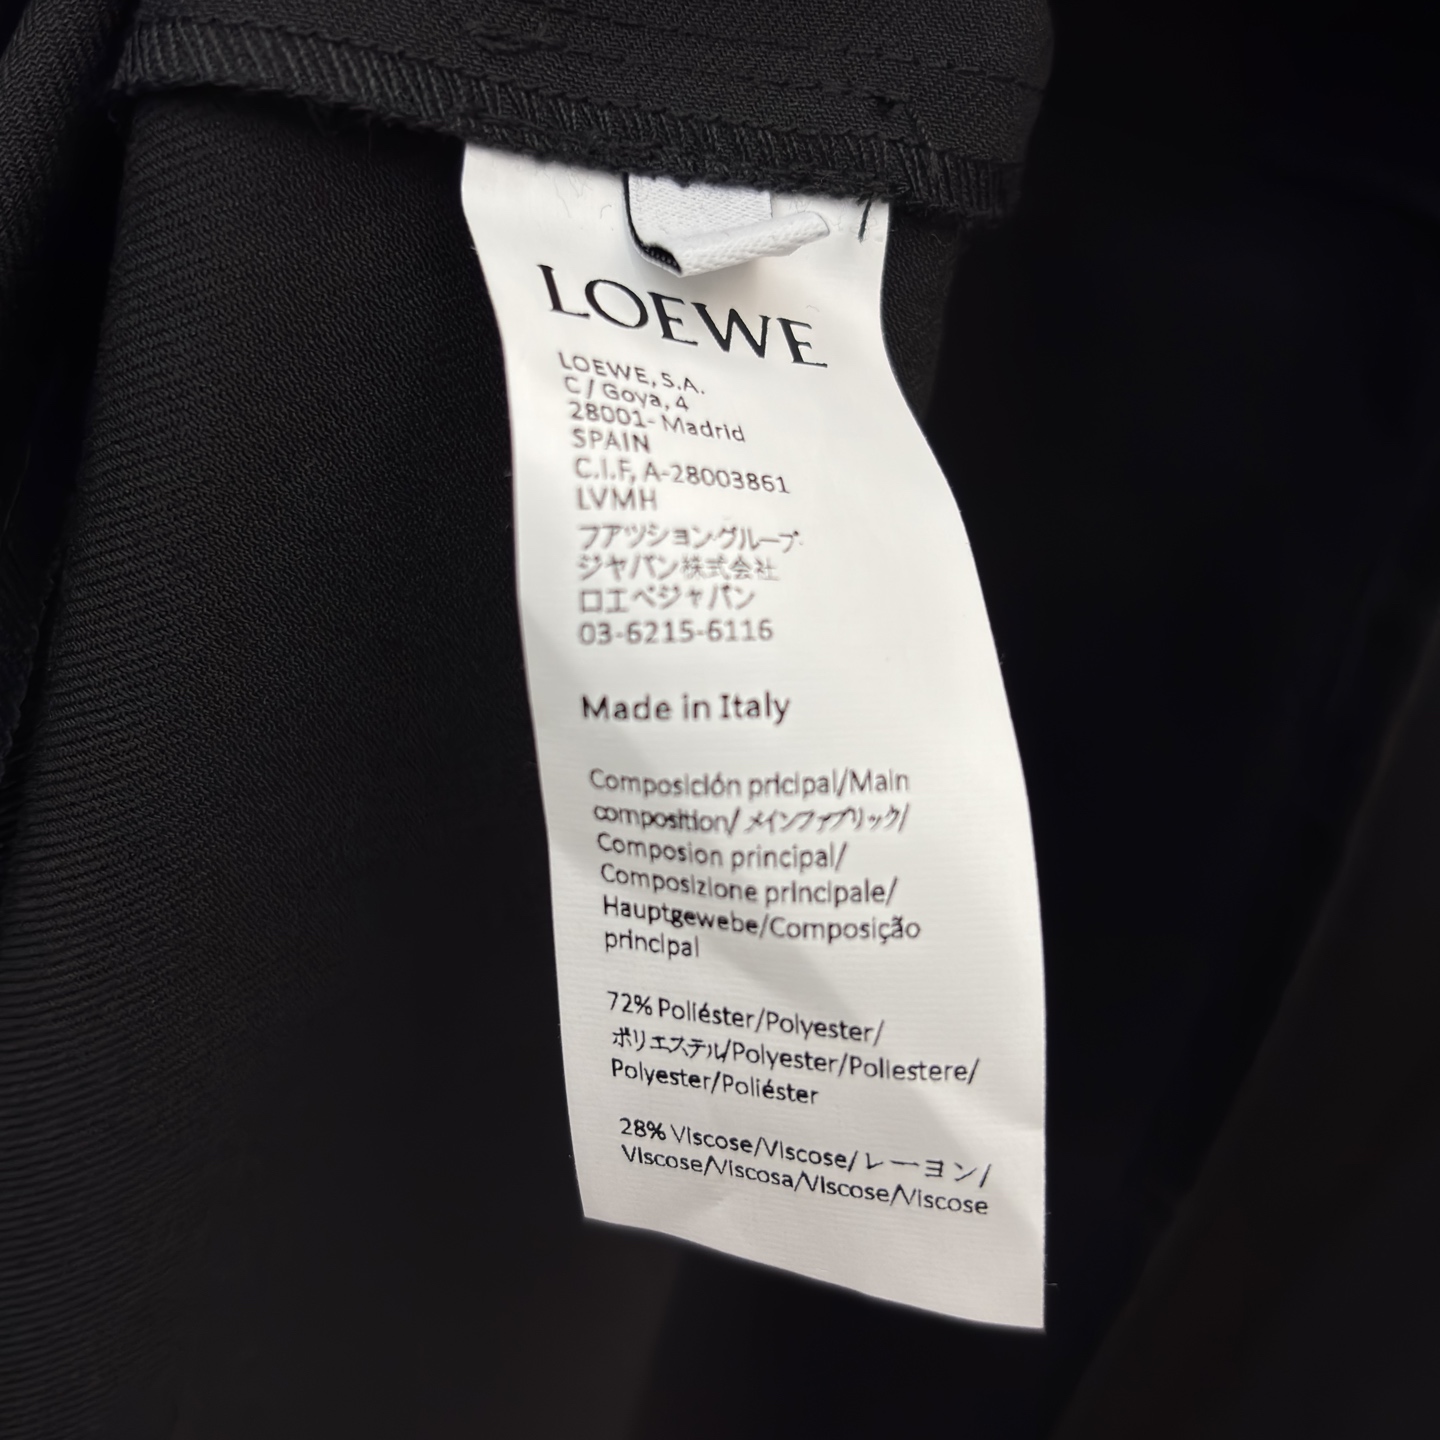 LOEWE
LOEWE, S.A.
C / Goya, 4
28001- Madrid
SPAIN
C.I.F, A-28003861
LVMH
フアツショングループ
ジャパン株式会社
ロエベジャパン
03-6215-6116
Made in Italy
Composición pricipal/Main
composition/メインファブリック/
Composion principal/
Composizione principale/
Hauptgewebe/Composição
principal
72% Poliéster/Polyester/
ポリエステル/Polyester/Poliestere/
Polyester/Poliéster
28% Viscose/Viscose/レーヨン/
Viscose/Viscosa/Viscose/Viscose